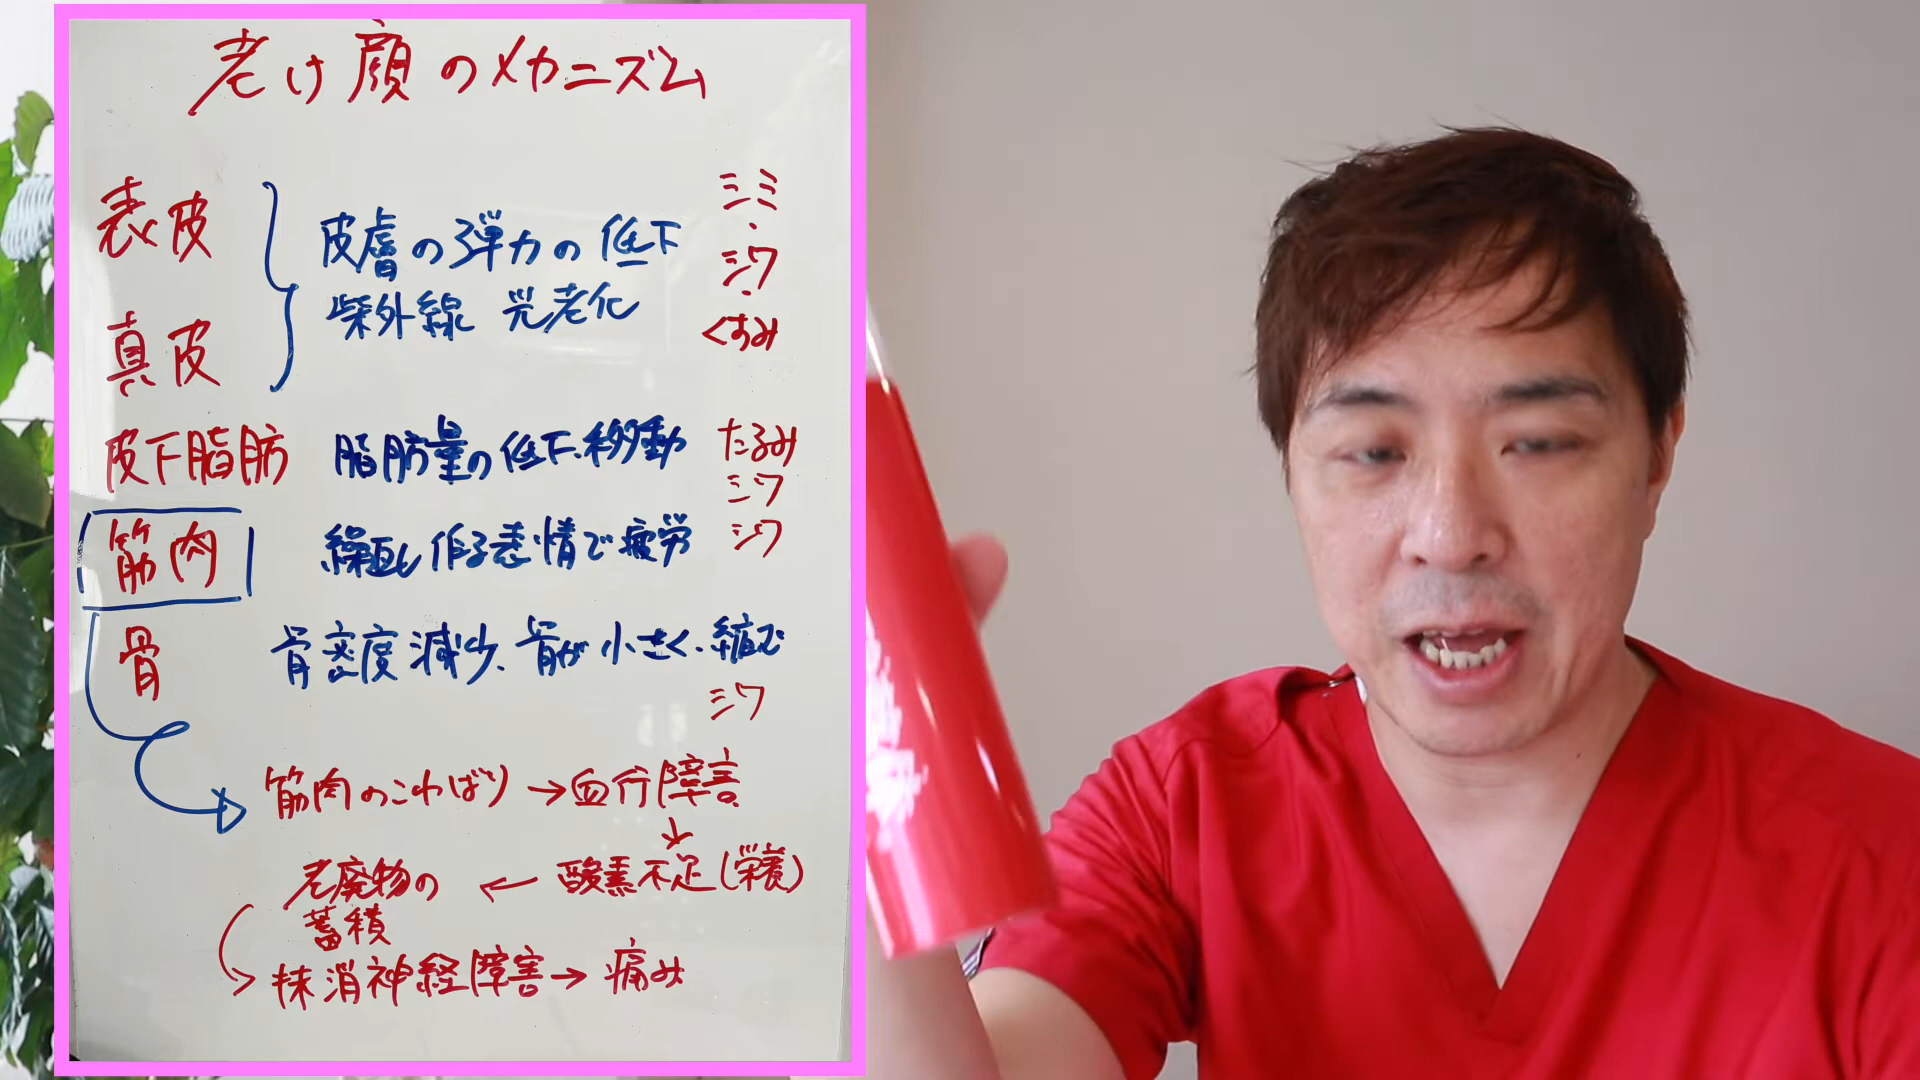 老け顔のメカニズム
表皮
真皮
皮膚の弾力の低下
紫外線 光老化
シミ
・
シワ
・
くすみ
皮下脂肪 脂肪量の低下、移動 たるみ
シワ
筋肉 繰返し作る表情で疲労 シワ
骨 骨密度減少、骨が小さく、縮む
シワ
筋肉のこわばり→血行障害
↓
老廃物の ← 酸素不足(栄養)
蓄積
抹消神経障害→痛み